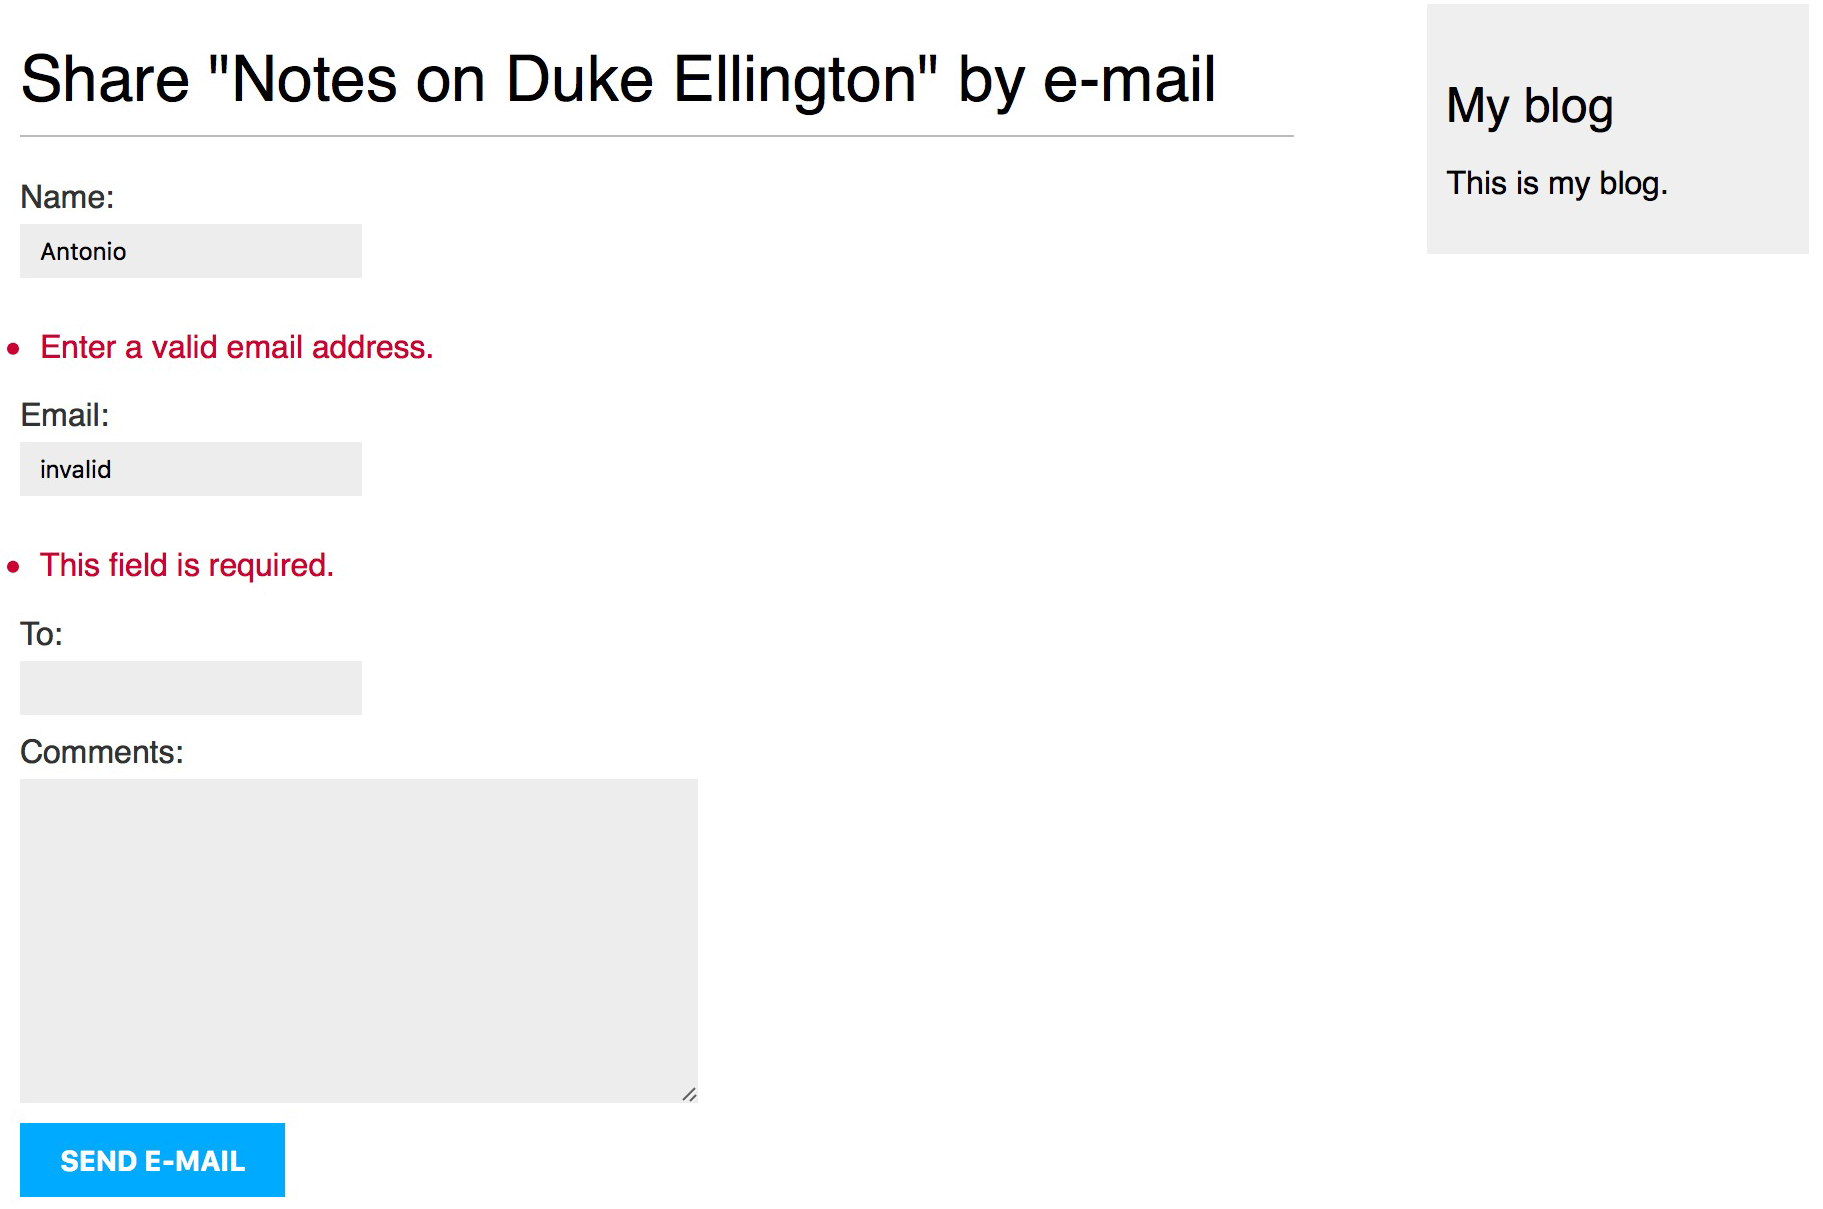 Share "Notes on Duke Ellington" by e-mail
Name:
Antonio
Enter a valid email address.
Email:
invalid
This field is required.
To:
Comments:
SEND E-MAIL
My blog
This is my blog.